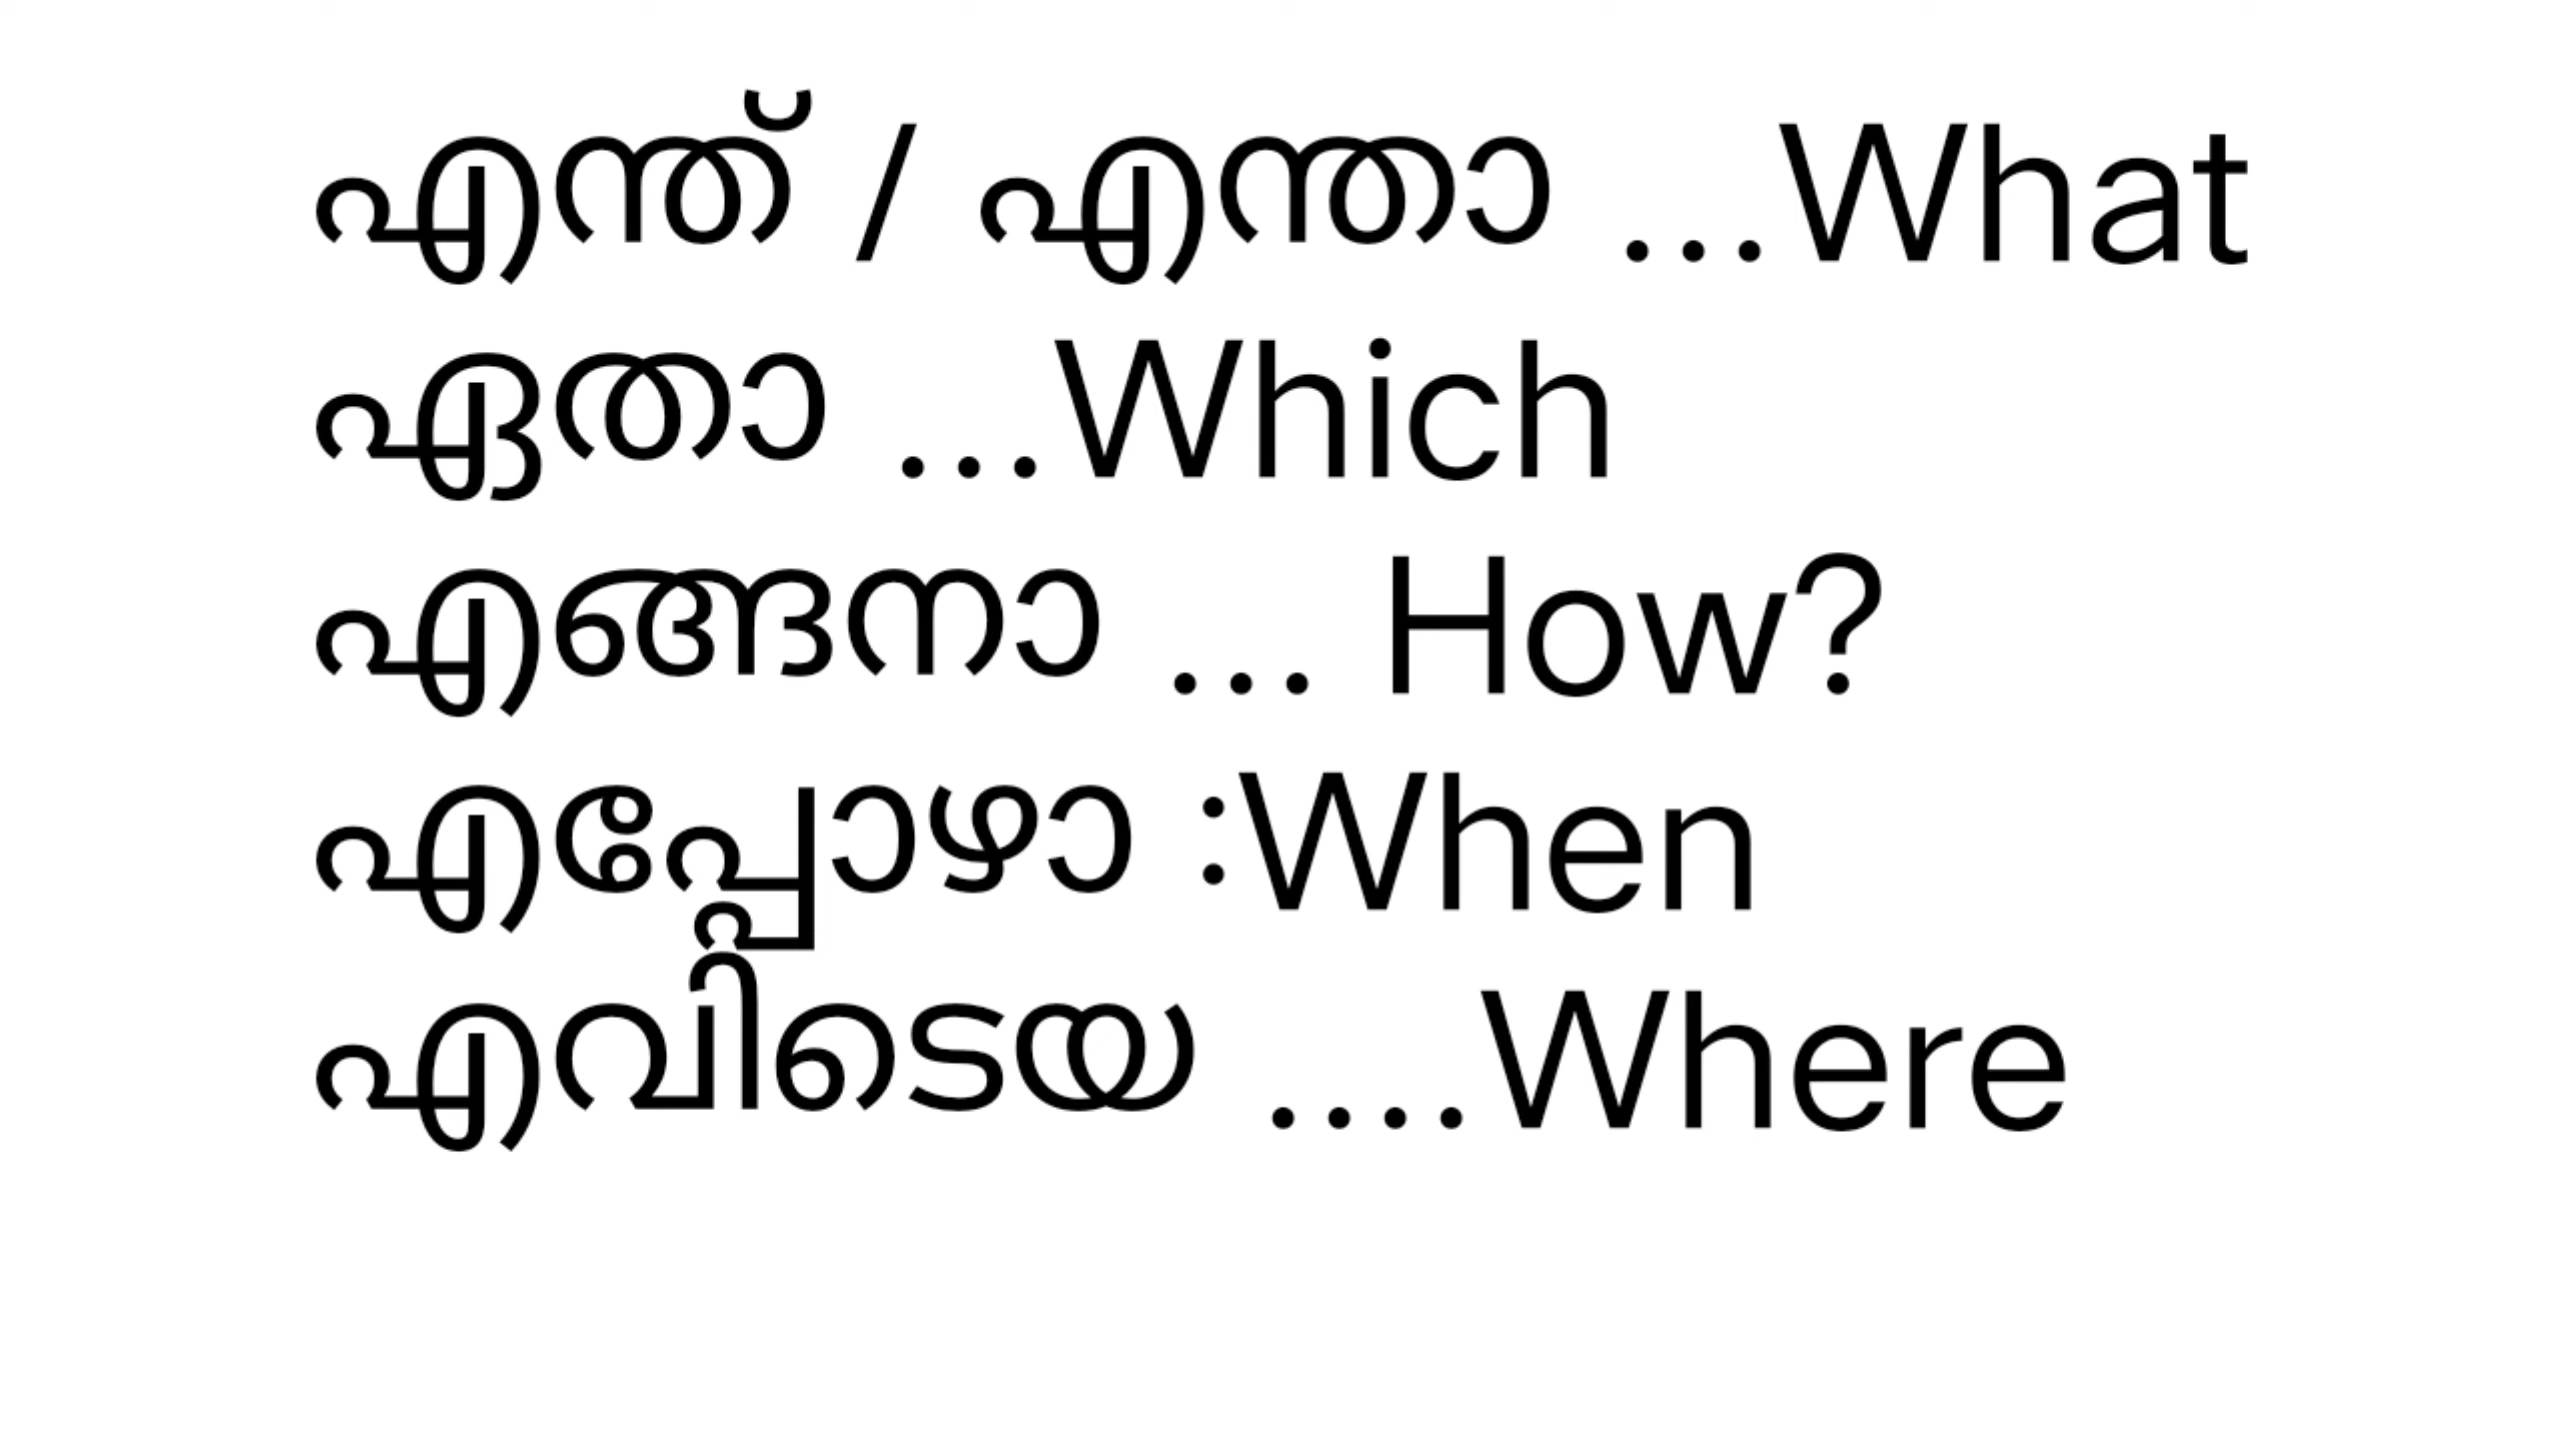 എന്ത് / എന്താ ...What
ഏതാ ...Which
എങ്ങനാ ... How?
എപ്പോഴാ :When
എവിടെയ ....Where